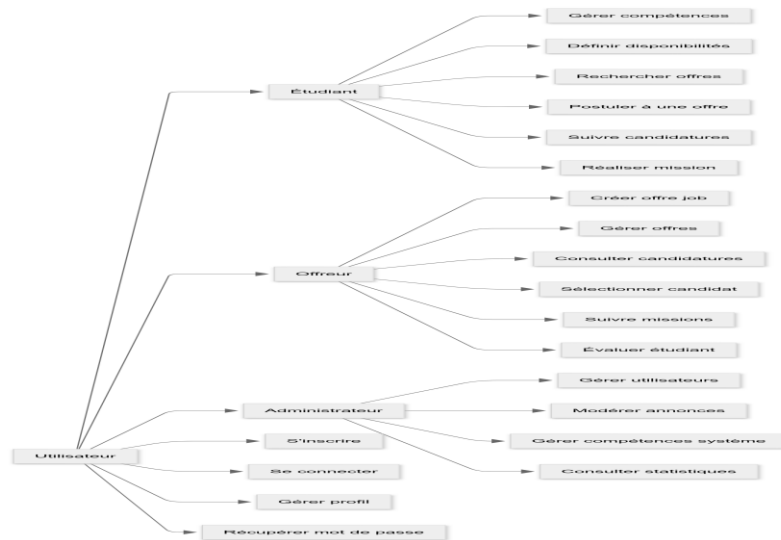 Gérer compétences
Définir disponibilités
Rechercher offres
Étudiant
Postuler à une offre
Suivre candidatures
Réaliser mission
Créer offre job
Gérer offres
Consulter candidatures
Offreur
Sélectionner candidat
Suivre missions
Évaluer étudiant
Gérer utilisateurs
Administrateur
Modérer annonces
S'inscrire
Gérer compétences système
Utilisateur
Se connecter
Consulter statistiques
Gérer profil
Récupérer mot de passe